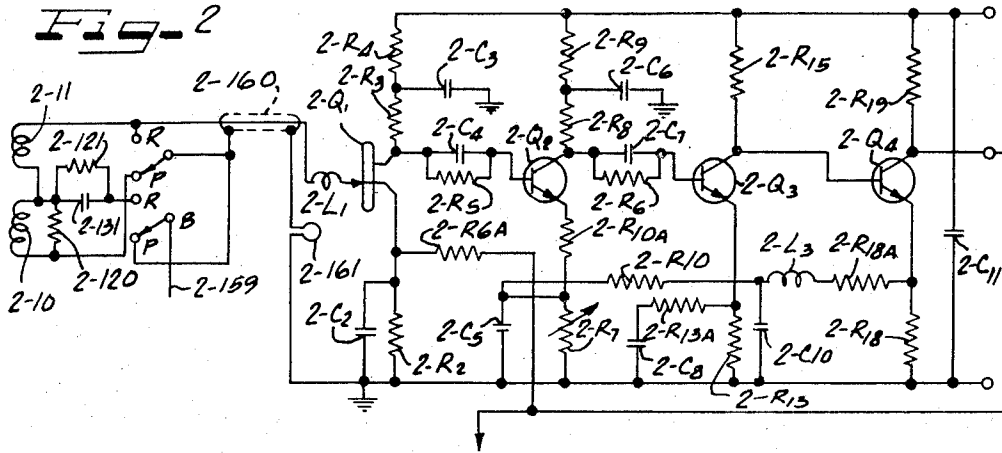 Fig-2
2-R4
2-R3
2-C3
2-R9
2-C6
2-R8
2-R15
2-R19
2-11
2-160
2-Q1
2-C4
2-Q2
2-C7
2-Q4
2-121
R
P
R
2-131
B
P
2-10
2-120
2-159
2-L1
2-161
2-R5
2-R6
2-Q3
2-R6A
2-R10A
2-R10
2-L3
2-R18A
2-C11
2-C2
2-R2
2-C5
2-R7
2-R13A
2-C8
2-C10
2-R18
2-R13